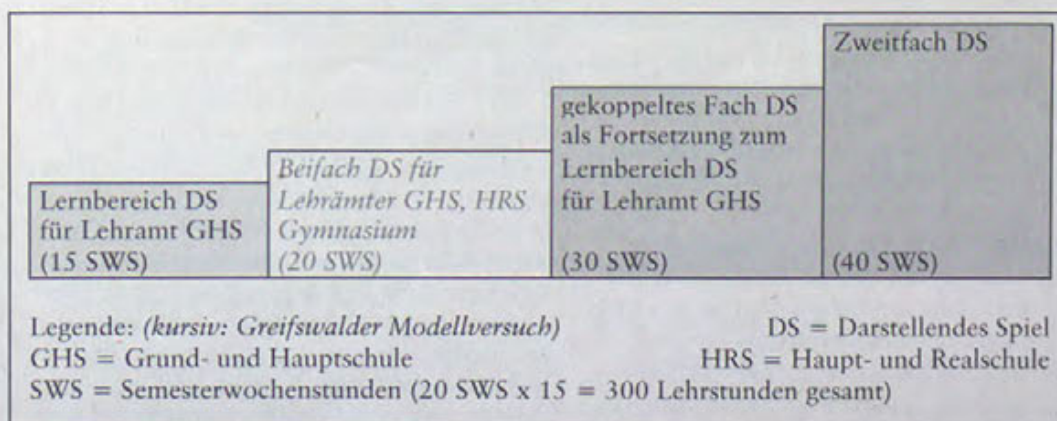 Lernbereich DS
für Lehramt GHS
(15 SWS)
Beifach DS für
Lehrämter GHS, HRS
Gymnasium
(20 SWS)
gekoppeltes Fach DS
als Fortsetzung zum
Lernbereich DS
für Lehramt GHS
(30 SWS)
Zweitfach DS
(40 SWS)
Legende: (kursiv: Greifswalder Modellversuch) DS = Darstellendes Spiel
GHS = Grund- und Hauptschule HRS = Haupt- und Realschule
SWS = Semesterwochenstunden (20 SWS x 15 = 300 Lehrstunden gesamt)